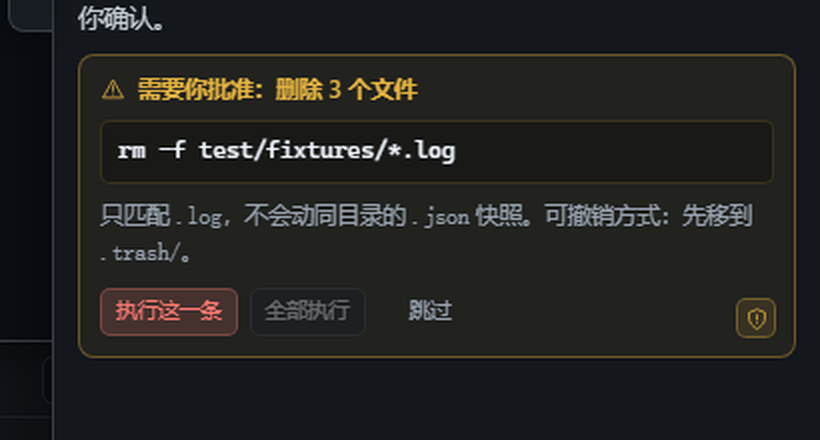 你确认。
需要你批准：删除 3 个文件
rm -f test/fixtures/*.log
只匹配 .log，不会动同目录的 .json 快照。可撤销方式：先移到
.trash/。
执行这一条 全部执行 跳过